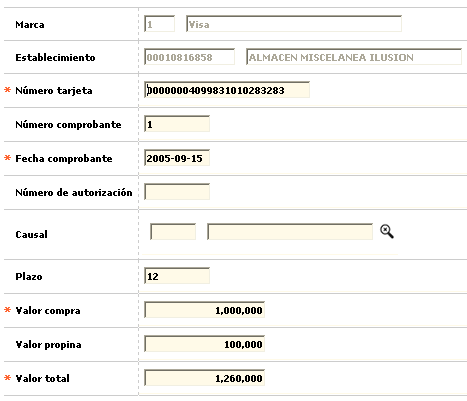 Marca 1 Visa
Establecimiento 00010816858 ALMACEN MISCELANEA ILUSION
* Número tarjeta 00000004099831010283283
Número comprobante 1
* Fecha comprobante 2005-09-15
Número de autorización
Causal
Plazo 12
* Valor compra 1,000,000
Valor propina 100,000
* Valor total 1,260,000